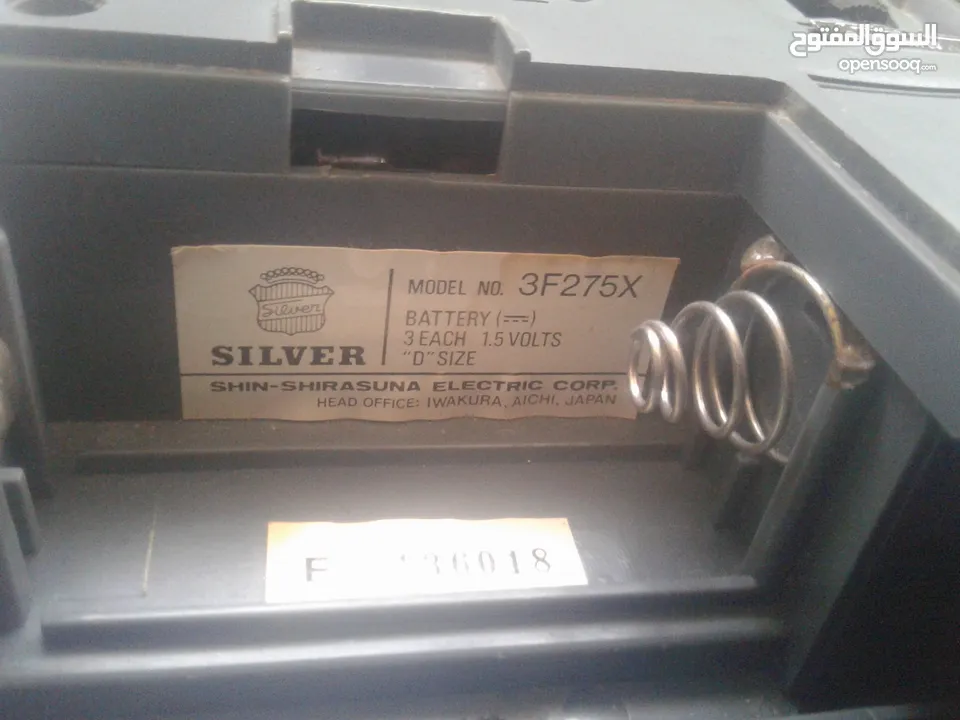 السوق المفتوح
opensooq.com
Silver
SILVER
MODEL NO. 3F275X
BATTERY (⎓)
3 EACH 1.5 VOLTS
"D" SIZE
SHIN-SHIRASUNA ELECTRIC CORP.
HEAD OFFICE: IWAKURA, AICHI, JAPAN
F 36018